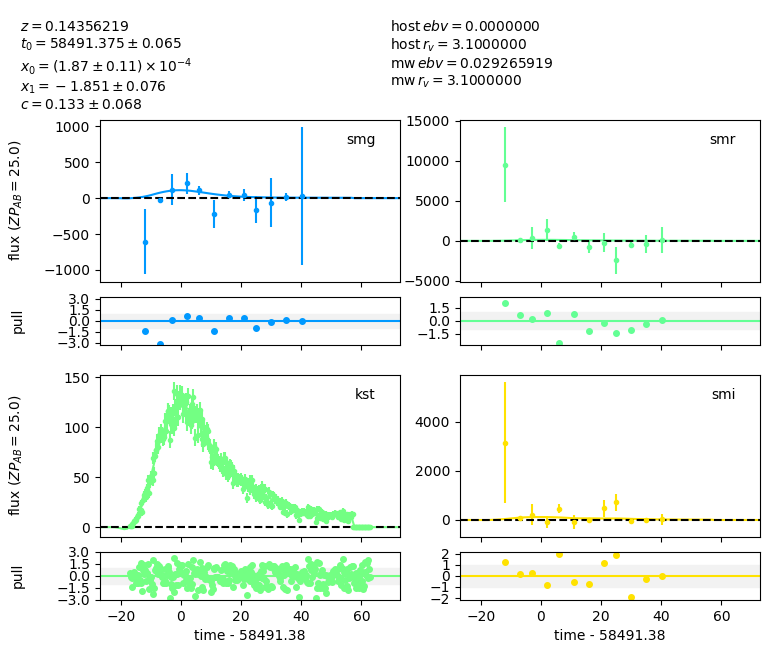 z = 0.14356219
t₀ = 58491.375 ± 0.065
x₀ = (1.87 ± 0.11) × 10⁻⁴
x₁ = −1.851 ± 0.076
c = 0.133 ± 0.068
host ebv = 0.0000000
host r_v = 3.1000000
mw ebv = 0.029265919
mw r_v = 3.1000000
smg
1000
500
0
−500
−1000
flux (ZP_AB = 25.0)
smr
15000
10000
5000
0
−5000
3.0
1.5
0.0
−1.5
−3.0
pull
1.5
0.0
−1.5
kst
150
100
50
0
flux (ZP_AB = 25.0)
smi
4000
2000
0
3.0
1.5
0.0
−1.5
−3.0
pull
−20 0 20 40 60
time - 58491.38
2
1
0
−1
−2
−20 0 20 40 60
time - 58491.38